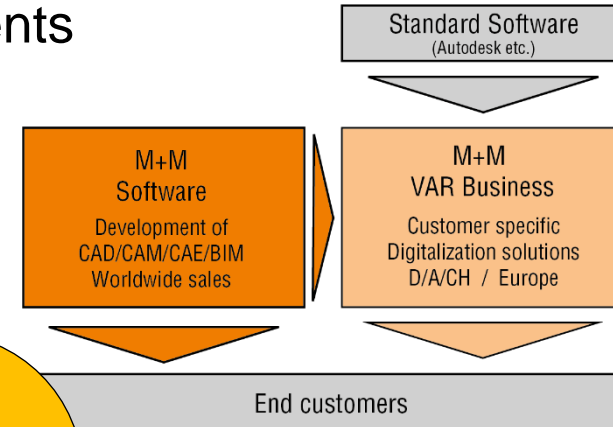 ents
Standard Software
(Autodesk etc.)
M+M
Software
Development of
CAD/CAM/CAE/BIM
Worldwide sales
M+M
VAR Business
Customer specific
Digitalization solutions
D/A/CH / Europe
End customers